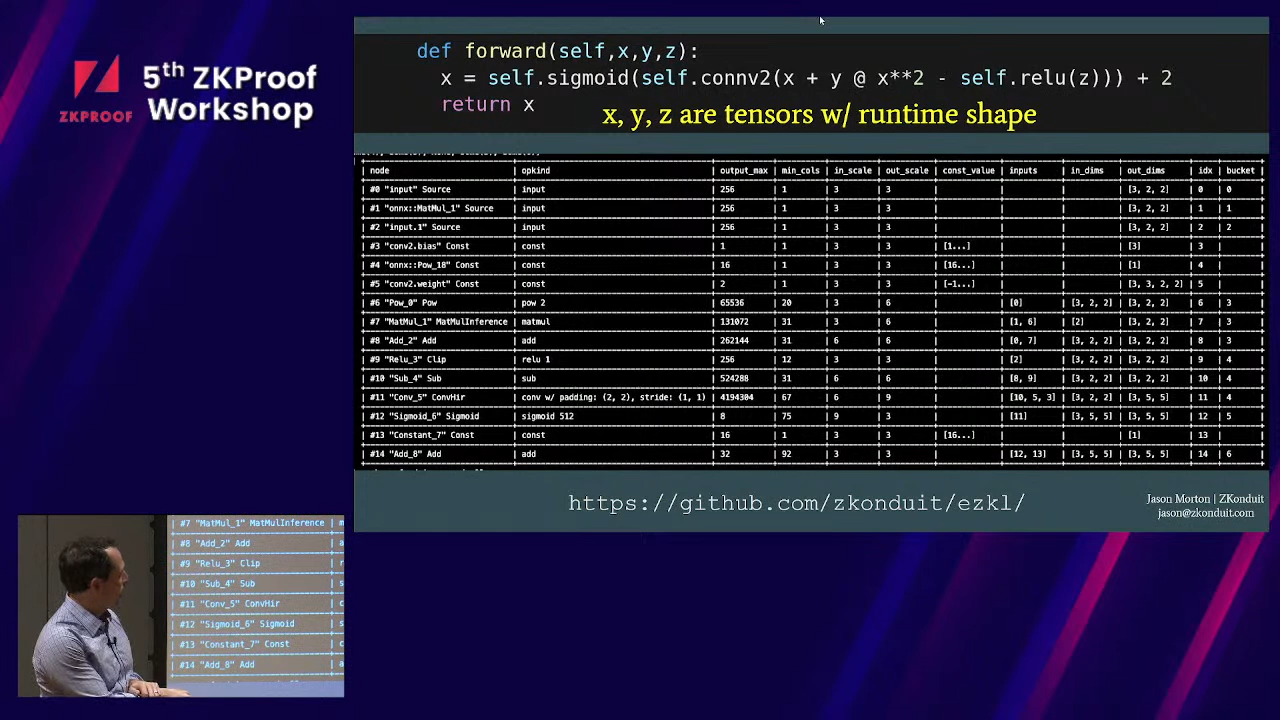 5th ZKProof
Workshop
ZKPROOF
def forward(self,x,y,z):
x = self.sigmoid(self.connv2(x + y @ x**2 - self.relu(z))) + 2
return x
x, y, z are tensors w/ runtime shape
| node | opkind | output_max | min_cols | in_scale | out_scale | const_value | inputs | in_dims | out_dims | idx | bucket |
| #0 "input" Source | input | 256 | 1 | 3 | 3 | | | | [3, 2, 2] | 0 | 0
| #1 "onnx::MatMul_1" Source | input | 256 | 1 | 3 | 3 | | | | [3, 2, 2] | 1 | 1
| #2 "input.1" Source | input | 256 | 1 | 3 | 3 | | | | [3, 2, 2] | 2 | 2
| #3 "conv2.bias" Const | const | 1 | 1 | 3 | 3 | [1...] | | | [3] | 3 |
| #4 "onnx::Pow_18" Const | const | 16 | 1 | 3 | 3 | [16...] | | | [1] | 4 |
| #5 "conv2.weight" Const | const | 2 | 1 | 3 | 3 | [-1...] | | | [3, 3, 2, 2] | 5 |
| #6 "Pow_0" Pow | pow 2 | 65536 | 20 | 3 | 6 | | [0] | [3, 2, 2] | [3, 2, 2] | 6 | 3
| #7 "MatMul_1" MatMulInference | matmul | 131072 | 31 | 3 | 6 | | [1, 6] | [2] | [3, 2, 2] | 7 | 3
| #8 "Add_2" Add | add | 262144 | 31 | 6 | 6 | | [0, 7] | [3, 2, 2] | [3, 2, 2] | 8 | 3
| #9 "Relu_3" Clip | relu 1 | 256 | 12 | 3 | 3 | | [2] | [3, 2, 2] | [3, 2, 2] | 9 | 4
| #10 "Sub_4" Sub | sub | 524288 | 31 | 6 | 6 | | [8, 9] | [3, 2, 2] | [3, 2, 2] | 10 | 4
| #11 "Conv_5" ConvHir | conv w/ padding: (2, 2), stride: (1, 1) | 4194304 | 67 | 6 | 9 | | [10, 5, 3] | [3, 2, 2] | [3, 5, 5] | 11 | 4
| #12 "Sigmoid_6" Sigmoid | sigmoid 512 | 8 | 75 | 9 | 3 | | [11] | [3, 5, 5] | [3, 5, 5] | 12 | 5
| #13 "Constant_7" Const | const | 16 | 1 | 3 | 3 | [16...] | | | [1] | 13 |
| #14 "Add_8" Add | add | 32 | 92 | 3 | 3 | | [12, 13] | [3, 5, 5] | [3, 5, 5] | 14 | 6
https://github.com/zkonduit/ezkl/
Jason Morton | ZKonduit
jason@zkonduit.com
| #7 "MatMul_1" MatMulInference | m
| #8 "Add_2" Add | a
| #9 "Relu_3" Clip | r
| #10 "Sub_4" Sub | s
| #11 "Conv_5" ConvHir | c
| #12 "Sigmoid_6" Sigmoid | s
| #13 "Constant_7" Const | c
| #14 "Add_8" Add | a